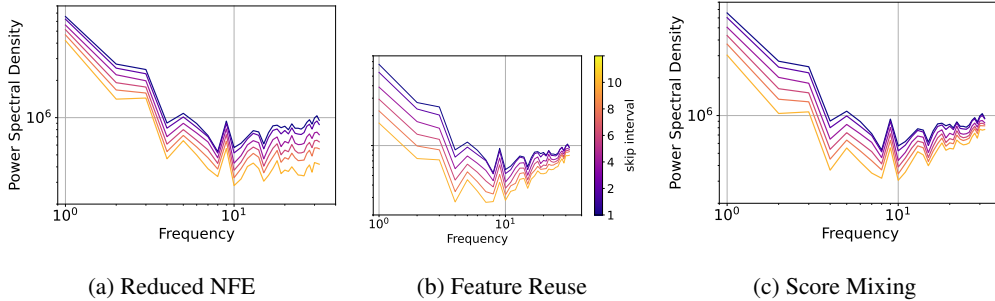 Power Spectral Density
10^6
10^0
10^1
Frequency
(a) Reduced NFE
10^0
10^1
Frequency
10
8
6
4
2
1
skip interval
(b) Feature Reuse
Power Spectral Density
10^6
10^0
10^1
Frequency
(c) Score Mixing